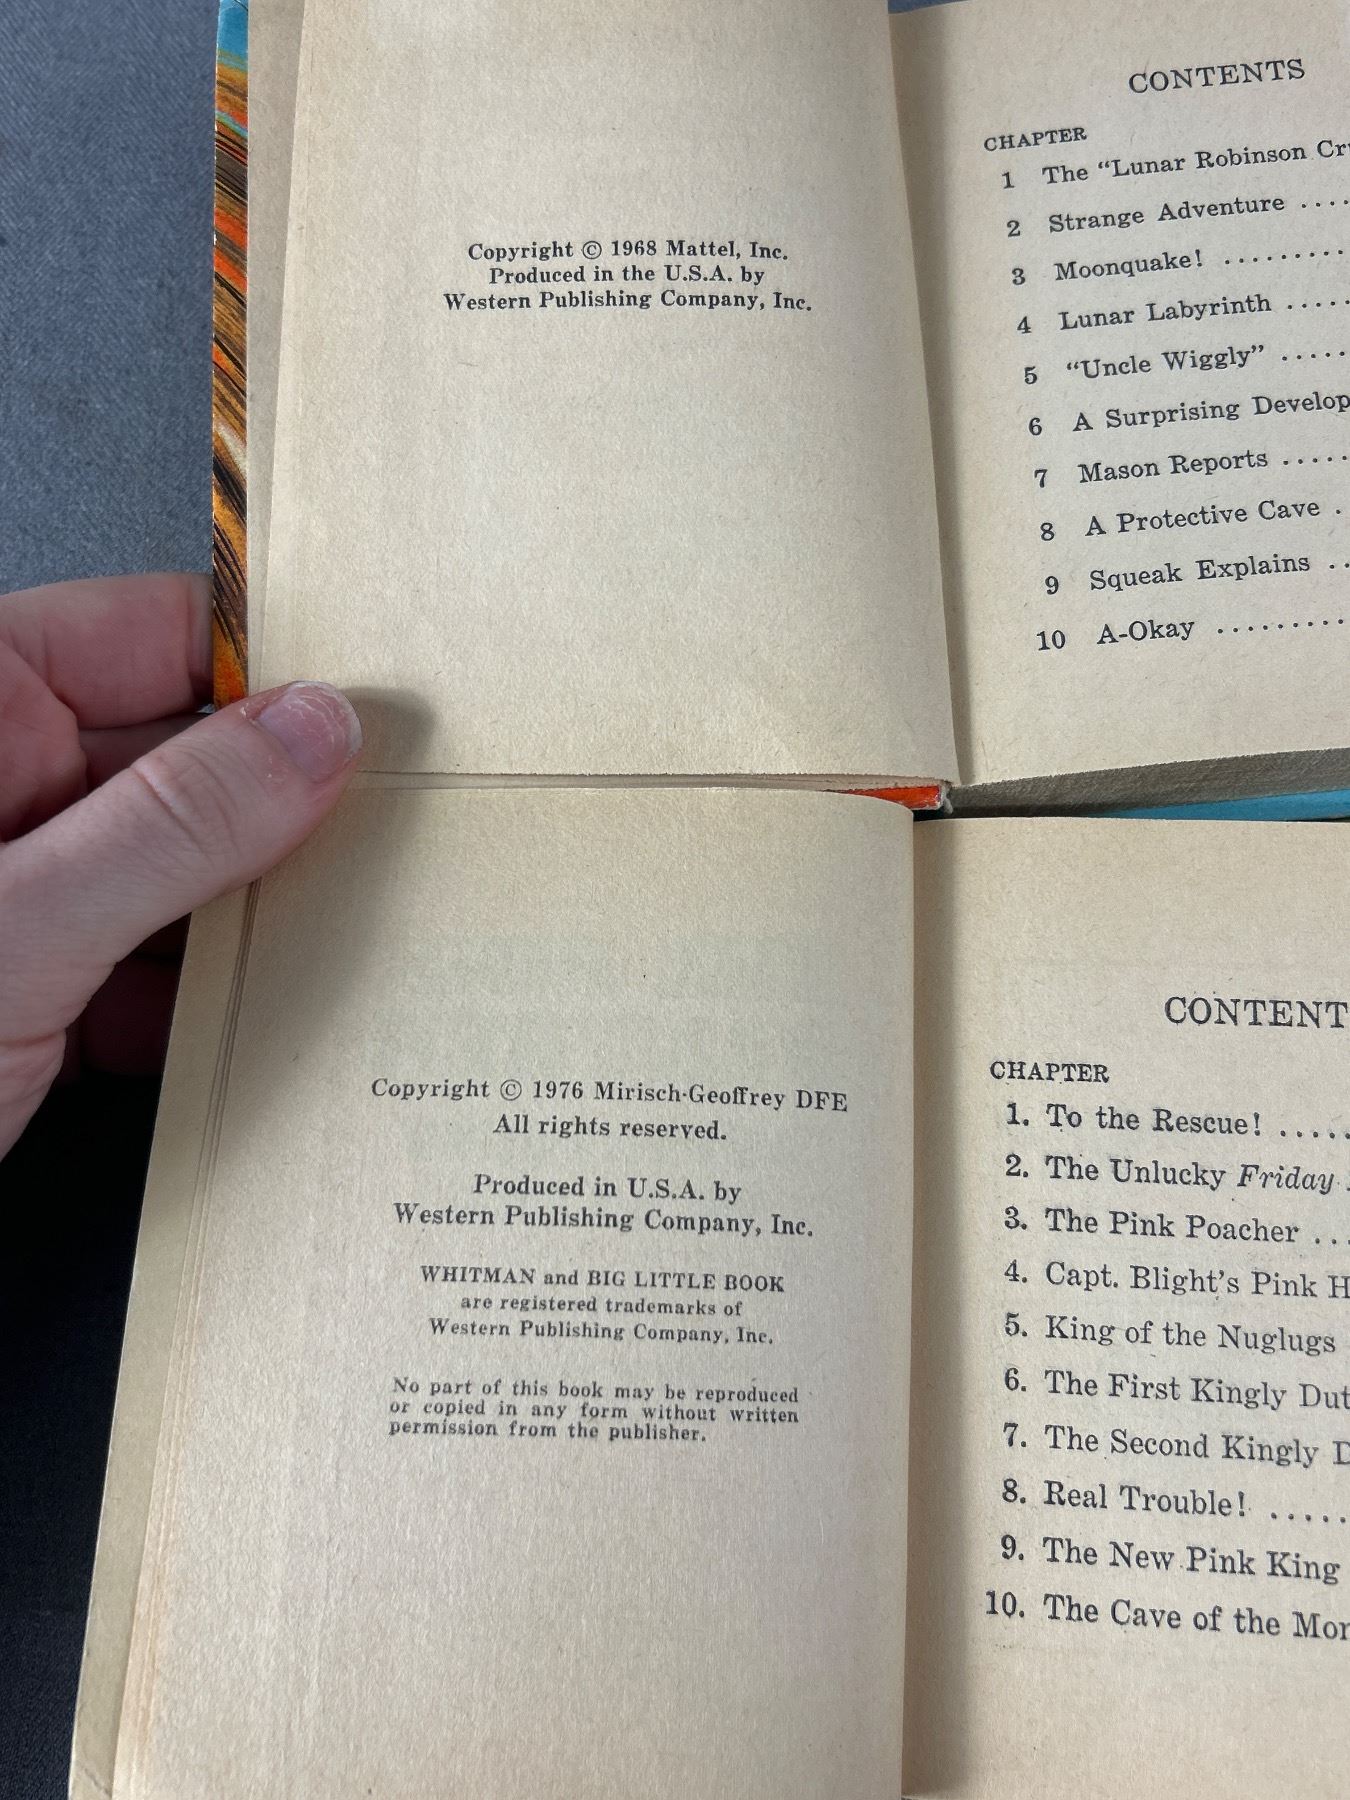 Copyright © 1968 Mattel, Inc.
Produced in the U.S.A. by
Western Publishing Company, Inc.
CONTENTS
CHAPTER
1 The “Lunar Robinson
2 Strange Adventure ....
3 Moonquake! .........
4 Lunar Labyrinth .....
5 “Uncle Wiggly” .....
6 A Surprising
7 Mason Reports .....
8 A Protective Cave .
9 Squeak Explains ..
10 A-Okay .........
Copyright © 1976 Mirisch-Geoffrey DFE
All rights reserved.
Produced in U.S.A. by
Western Publishing Company, Inc.
WHITMAN and BIG LITTLE BOOK
are registered trademarks of
Western Publishing Company, Inc.
No part of this book may be reproduced
or copied in any form without written
permission from the publisher.
CONTENT
CHAPTER
1. To the Rescue! .....
2. The Unlucky Friday
3. The Pink Poacher ...
4. Capt. Blight's Pink H
5. King of the Nuglugs
6. The First Kingly Dut
7. The Second Kingly D
8. Real Trouble! .....
9. The New Pink King
10. The Cave of the Mo